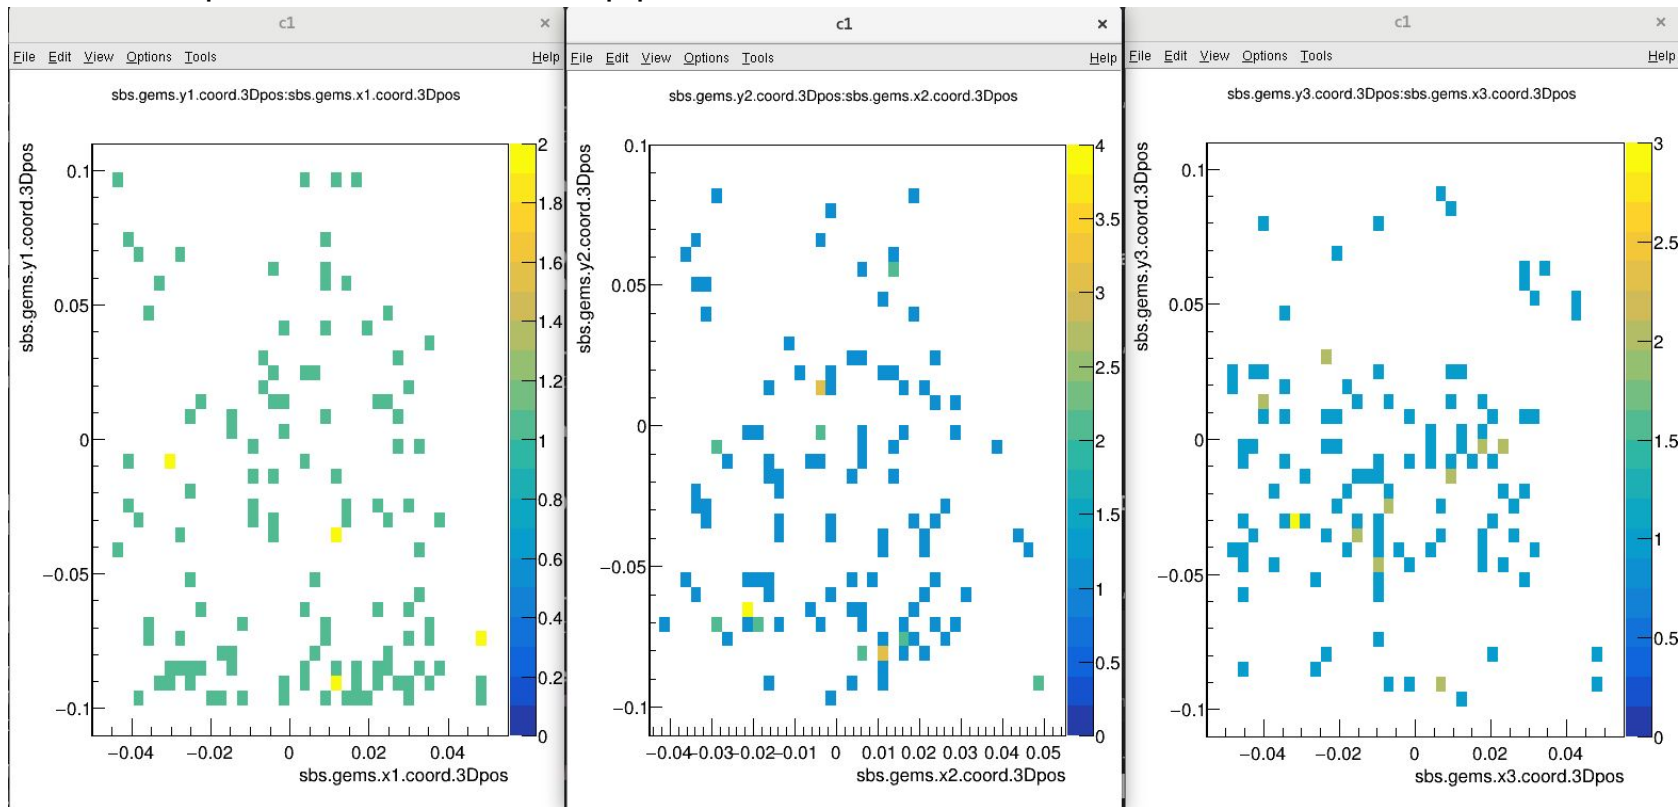 c1 ×
File Edit View Options Tools Help
sbs.gems.y1.coord.3Dpos:sbs.gems.x1.coord.3Dpos
sbs.gems.y1.coord.3Dpos
0.1
0.05
0
−0.05
−0.1
−0.04 −0.02 0 0.02 0.04
sbs.gems.x1.coord.3Dpos
2
1.8
1.6
1.4
1.2
1
0.8
0.6
0.4
0.2
0
c1 ×
File Edit View Options Tools Help
sbs.gems.y2.coord.3Dpos:sbs.gems.x2.coord.3Dpos
sbs.gems.y2.coord.3Dpos
0.1
0.05
0
−0.05
−0.1
−0.04 −0.03 −0.02 −0.01 0 0.01 0.02 0.03 0.04 0.05
sbs.gems.x2.coord.3Dpos
4
3.5
3
2.5
2
1.5
1
0.5
0
c1 ×
File Edit View Options Tools Help
sbs.gems.y3.coord.3Dpos:sbs.gems.x3.coord.3Dpos
sbs.gems.y3.coord.3Dpos
0.1
0.05
0
−0.05
−0.1
−0.04 −0.02 0 0.02 0.04
sbs.gems.x3.coord.3Dpos
3
2.5
2
1.5
1
0.5
0